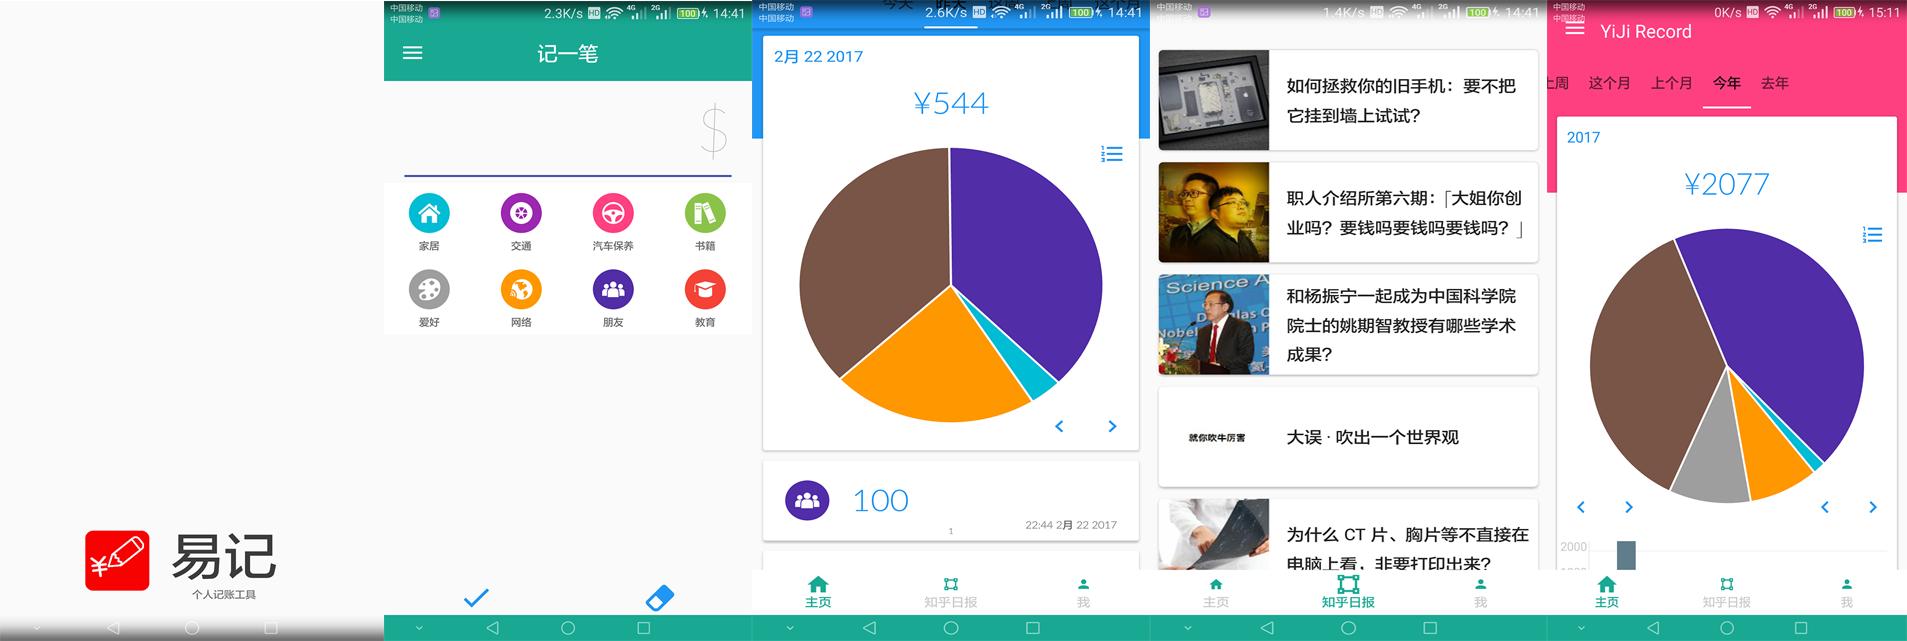 易记
个人记账工具
中国移动
中国移动
2.3K/s HD 4G 2G 100 14:41
记一笔
$
家居
交通
汽车保养
书籍
爱好
网络
朋友
教育
中国移动
中国移动
2.6K/s HD 4G 2G 100 14:41
今天 昨天 这个月
2月 22 2017
¥544
100
1
22:44 2月 22 2017
主页
知乎日报
我
中国移动
中国移动
1.4K/s HD 4G 2G 100 14:41
如何拯救你的旧手机：要不把
它挂到墙上试试？
职人介绍所第六期：「大姐你创
业吗？要钱吗要钱吗要钱吗？」
Science A
和杨振宁一起成为中国科学院
院士的姚期智教授有哪些学术
成果？
就你吹牛厉害
大误 · 吹出一个世界观
为什么 CT 片、胸片等不直接在
电脑上看，非要打印出来？
主页
知乎日报
我
中国移动
中国移动
0K/s HD 4G 2G 100 15:11
YiJi Record
上周 这个月 上个月 今年 去年
2017
¥2077
2000
主页
知乎日报
我